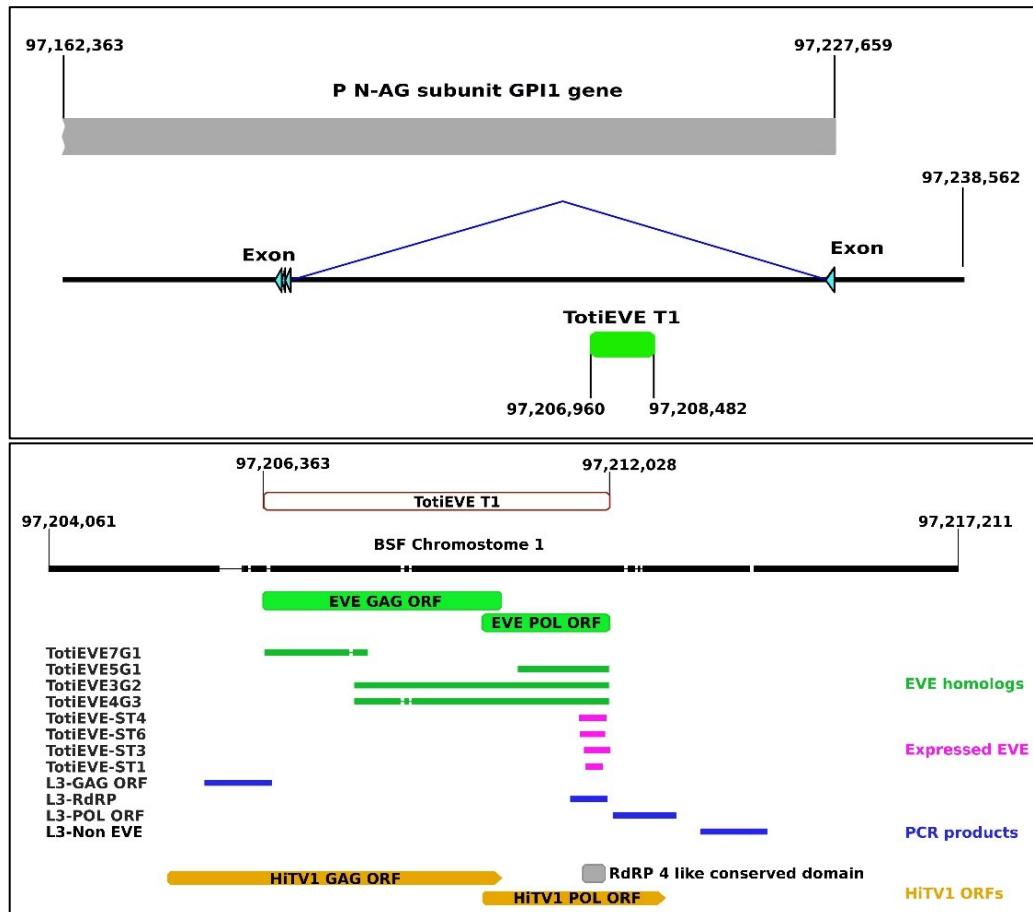 97,162,363
97,227,659
P N-AG subunit GPI1 gene
97,238,562
Exon
Exon
TotiEVE T1
97,206,960
97,208,482
97,206,363
97,212,028
TotiEVE T1
97,204,061
97,217,211
BSF Chromostome 1
EVE GAG ORF
EVE POL ORF
TotiEVE7G1
TotiEVE5G1
TotiEVE3G2
EVE homologs
TotiEVE4G3
TotiEVE-ST4
TotiEVE-ST6
TotiEVE-ST3
Expressed EVE
TotiEVE-ST1
L3-GAG ORF
L3-RdRP
L3-POL ORF
L3-Non EVE
PCR products
RdRP 4 like conserved domain
HiTV1 GAG ORF
HiTV1 POL ORF
HiTV1 ORFs